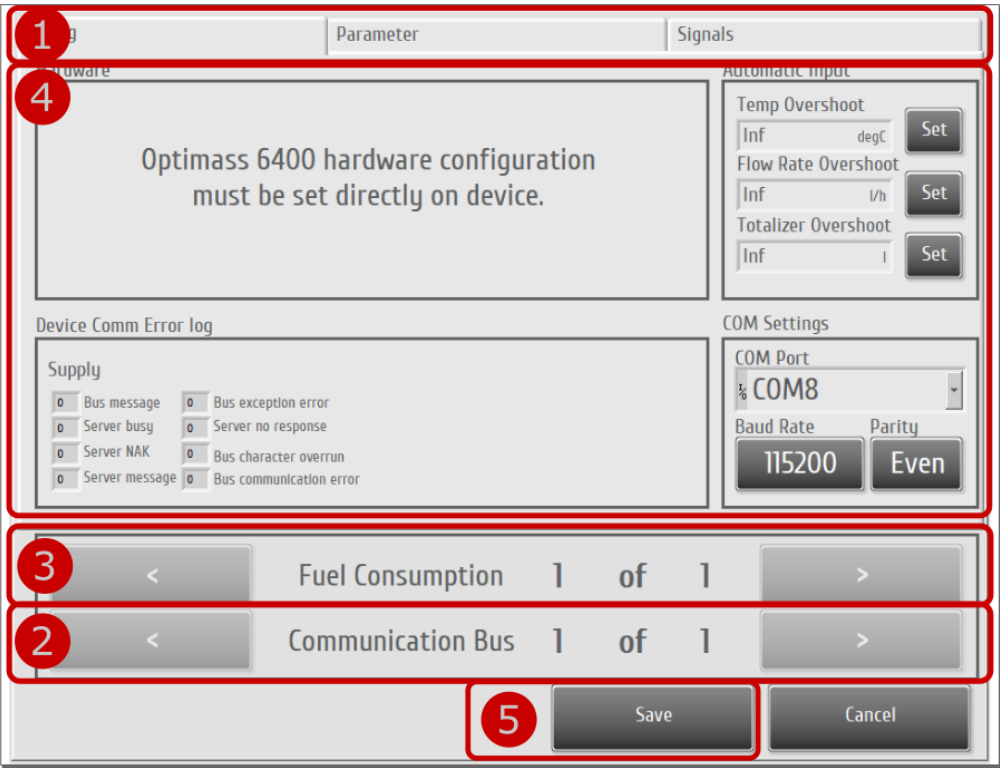 1
Parameter
Signals
4
Automatic Input
Optimass 6400 hardware configuration
must be set directly on device.
Temp Overshoot
Inf degC Set
Flow Rate Overshoot
Inf l/h Set
Totalizer Overshoot
Inf l Set
Device Comm Error log
Supply
0 Bus message 0 Bus exception error
0 Server busy 0 Server no response
0 Server NAK 0 Bus character overrun
0 Server message 0 Bus communication error
COM Settings
COM Port
COM8
Baud Rate Parity
115200 Even
3
< Fuel Consumption 1 of 1 >
2
< Communication Bus 1 of 1 >
5
Save Cancel